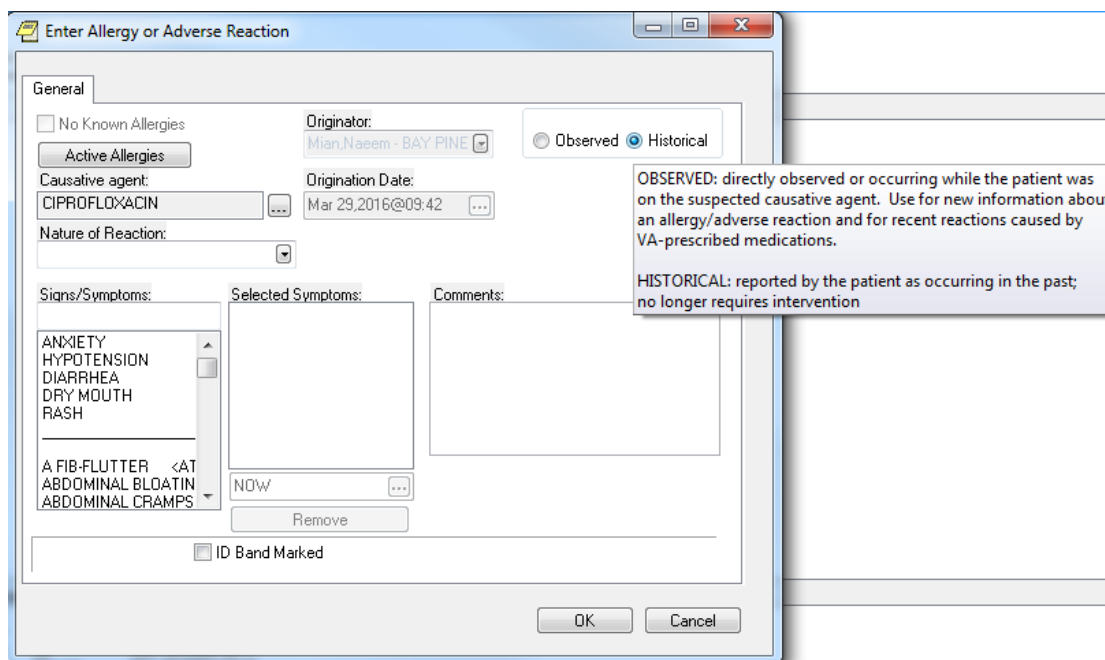 Enter Allergy or Adverse Reaction
General
No Known Allergies
Originator:
Mian,Naeem - BAY PINE
Observed
Historical
Active Allergies
Causative agent:
Origination Date:
CIPROFLOXACIN
...
Mar 29,2016@09:42
...
Nature of Reaction:
OBSERVED: directly observed or occurring while the patient was
on the suspected causative agent. Use for new information abou
an allergy/adverse reaction and for recent reactions caused by
VA-prescribed medications.
HISTORICAL: reported by the patient as occurring in the past;
no longer requires intervention
Signs/Symptoms:
Selected Symptoms:
Comments:
ANXIETY
HYPOTENSION
DIARRHEA
DRY MOUTH
RASH
A FIB-FLUTTER <AT
ABDOMINAL BLOATIN
ABDOMINAL CRAMPS
NOW
...
Remove
ID Band Marked
OK
Cancel